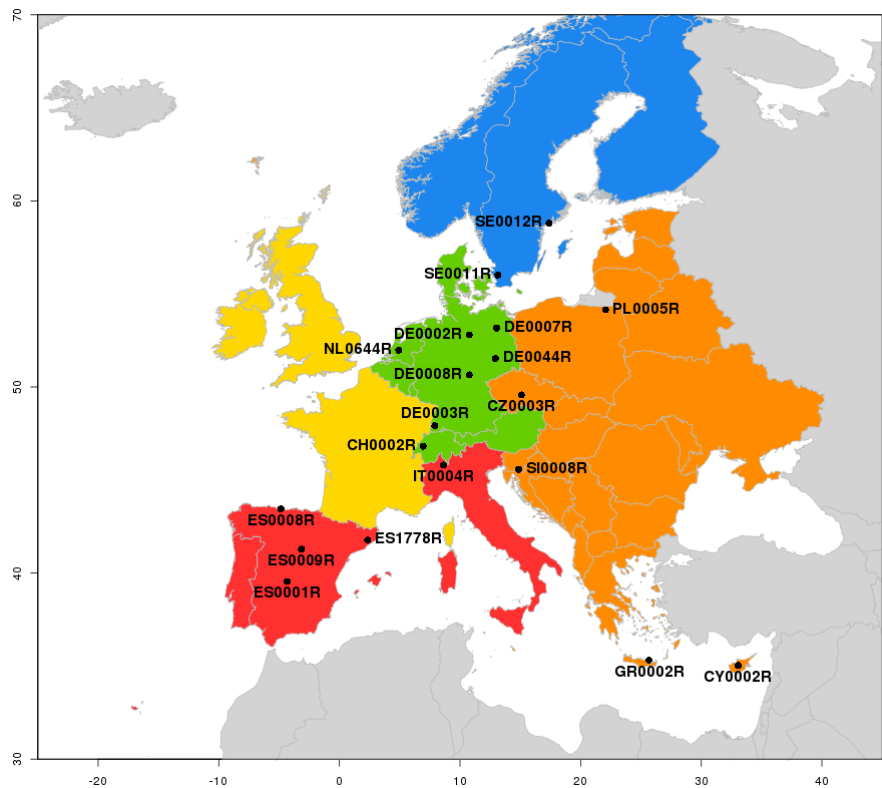 70
60
50
40
30
SE0012R
SE0011R
PL0005R
DE0007R
DE0002R
NL0644R
DE0044R
DE0008R
CZ0003R
DE0003R
CH0002R
IT0004R
SI0008R
ES0008R
ES1778R
ES0009R
ES0001R
GR0002R
CY0002R
-20 -10 0 10 20 30 40